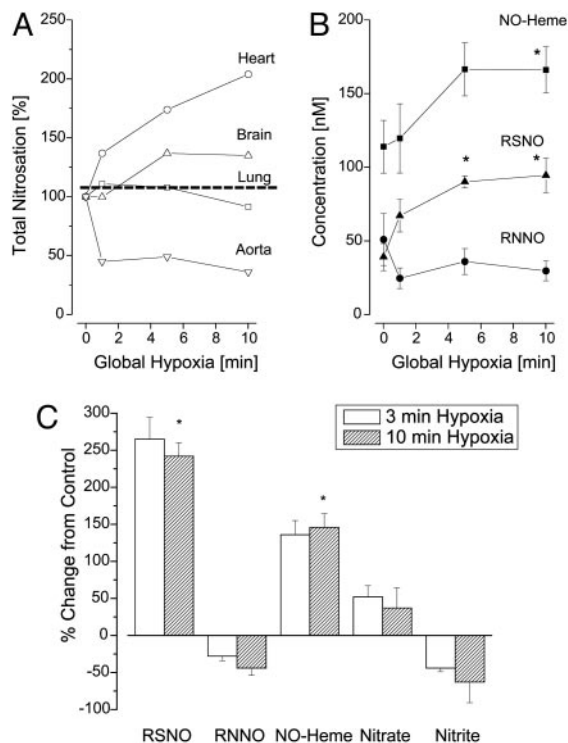 A
Total Nitrosation [%]
250
200
150
100
50
0
Heart
Brain
Lung
Aorta
0 2 4 6 8 10
Global Hypoxia [min]
B
Concentration [nM]
200
150
100
50
0
NO-Heme
*
RSNO
* *
RNNO
0 2 4 6 8 10
Global Hypoxia [min]
C
% Change from Control
300
250
200
150
100
50
0
-50
-100
3 min Hypoxia
10 min Hypoxia
*
*
RSNO RNNO NO-Heme Nitrate Nitrite